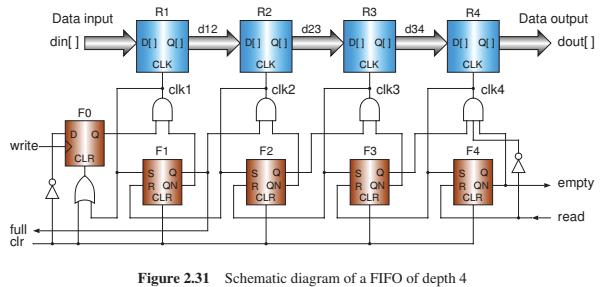 Data input R1 R2 R3 R4 Data output
din[ ] D[ ] Q[ ] d12 D[ ] Q[ ] d23 D[ ] Q[ ] d34 D[ ] Q[ ] dout[ ]
CLK CLK CLK CLK
clk1 clk2 clk3 clk4
F0
write D Q
CLR
F1 F2 F3 F4
S Q S Q S Q S Q
R QN R QN R QN R QN empty
CLR CLR CLR CLR
read
full
clr
Figure 2.31 Schematic diagram of a FIFO of depth 4